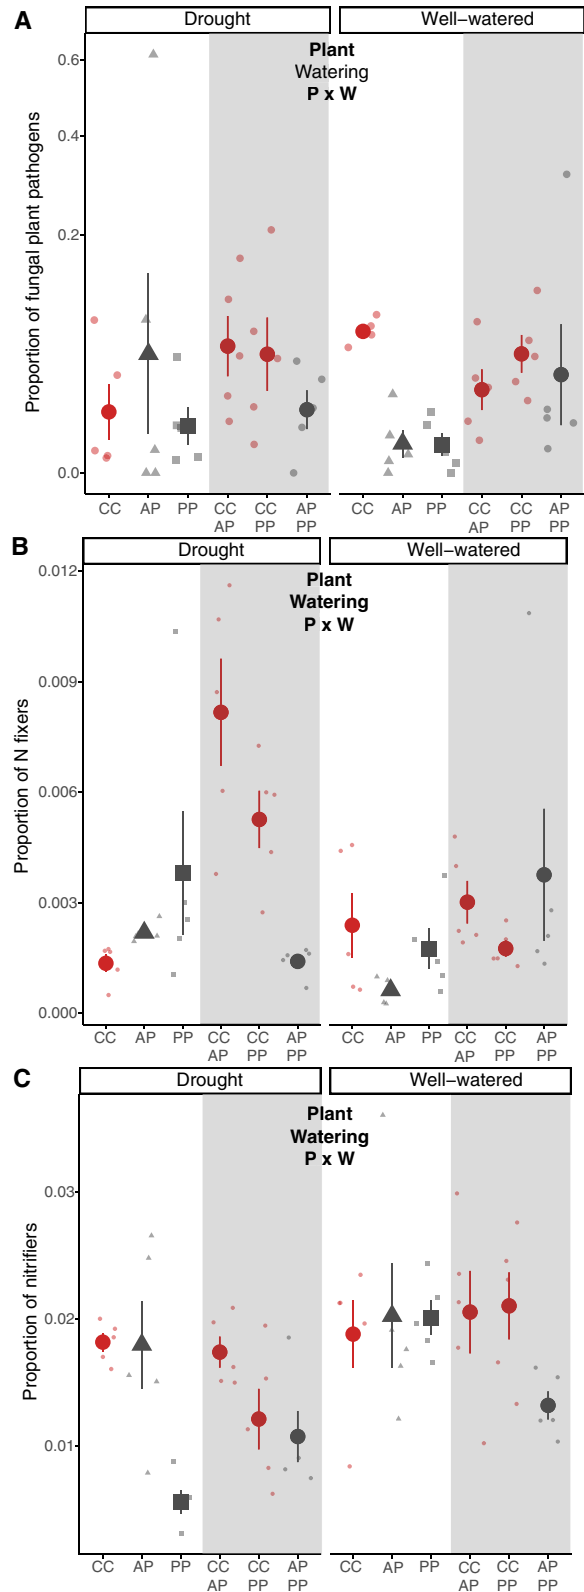 A
Drought
Well-watered
Plant
Watering
P x W
Proportion of fungal plant pathogens
0.6
0.4
0.2
0.0
CC AP PP CC CC AP CC AP PP CC CC AP
AP PP PP AP PP PP
B
Drought
Well-watered
Plant
Watering
P x W
Proportion of N fixers
0.012
0.009
0.006
0.003
0.000
CC AP PP CC CC AP CC AP PP CC CC AP
AP PP PP AP PP PP
C
Drought
Well-watered
Plant
Watering
P x W
Proportion of nitrifiers
0.03
0.02
0.01
CC AP PP CC CC AP CC AP PP CC CC AP
AP PP PP AP PP PP